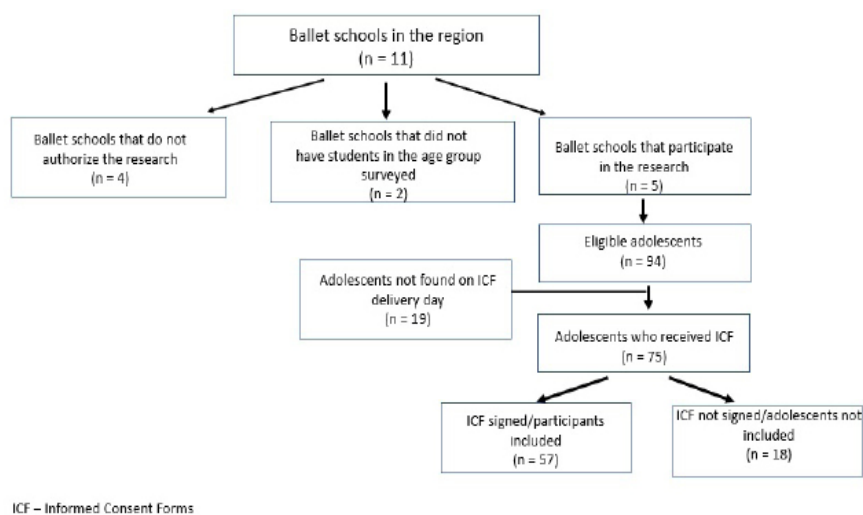 Ballet schools in the region
(n = 11)
Ballet schools that do not
authorize the research
(n = 4)
Ballet schools that did not
have students in the age group
surveyed
(n = 2)
Ballet schools that participate
in the research
(n = 5)
Eligible adolescents
(n = 94)
Adolescents not found on ICF
delivery day
(n = 19)
Adolescents who received ICF
(n = 75)
ICF signed/participants
included
(n = 57)
ICF not signed/adolescents not
included
(n = 18)
ICF – Informed Consent Forms